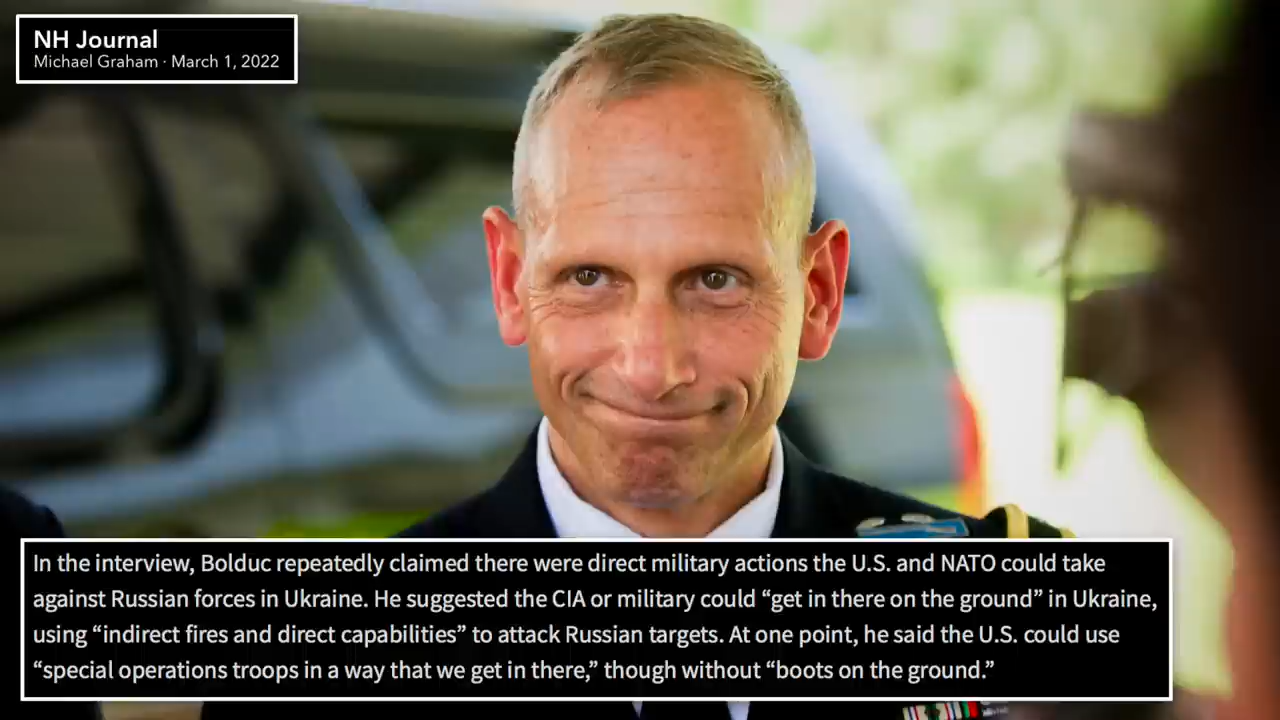 NH Journal
Michael Graham · March 1, 2022
In the interview, Bolduc repeatedly claimed there were direct military actions the U.S. and NATO could take
against Russian forces in Ukraine. He suggested the CIA or military could “get in there on the ground” in Ukraine,
using “indirect fires and direct capabilities” to attack Russian targets. At one point, he said the U.S. could use
“special operations troops in a way that we get in there,” though without “boots on the ground.”